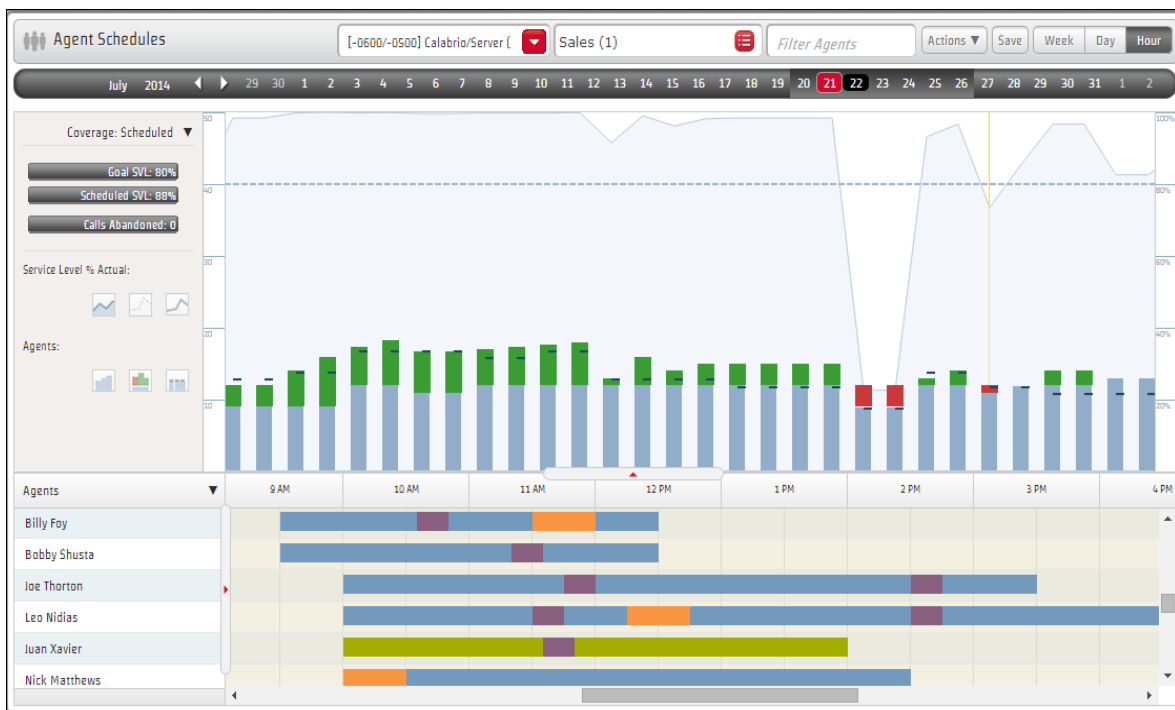 Agent Schedules
[-0600/-0500] Calabrio/Server (
Sales (1)
Filter Agents
Actions ▼
Save
Week
Day
Hour
July 2014
29 30 1 2 3 4 5 6 7 8 9 10 11 12 13 14 15 16 17 18 19 20 21 22 23 24 25 26 27 28 29 30 31 1 2
Coverage: Scheduled ▼
Goal SVL: 80%
Scheduled SVL: 88%
Calls Abandoned: 0
Service Level % Actual:
Agents:
50
40
30
20
10
100%
80%
60%
40%
20%
Agents ▼
9 AM 10 AM 11 AM 12 PM 1 PM 2 PM 3 PM 4 PM
Billy Foy
Bobby Shusta
Joe Thorton
Leo Nidias
Juan Xavier
Nick Matthews